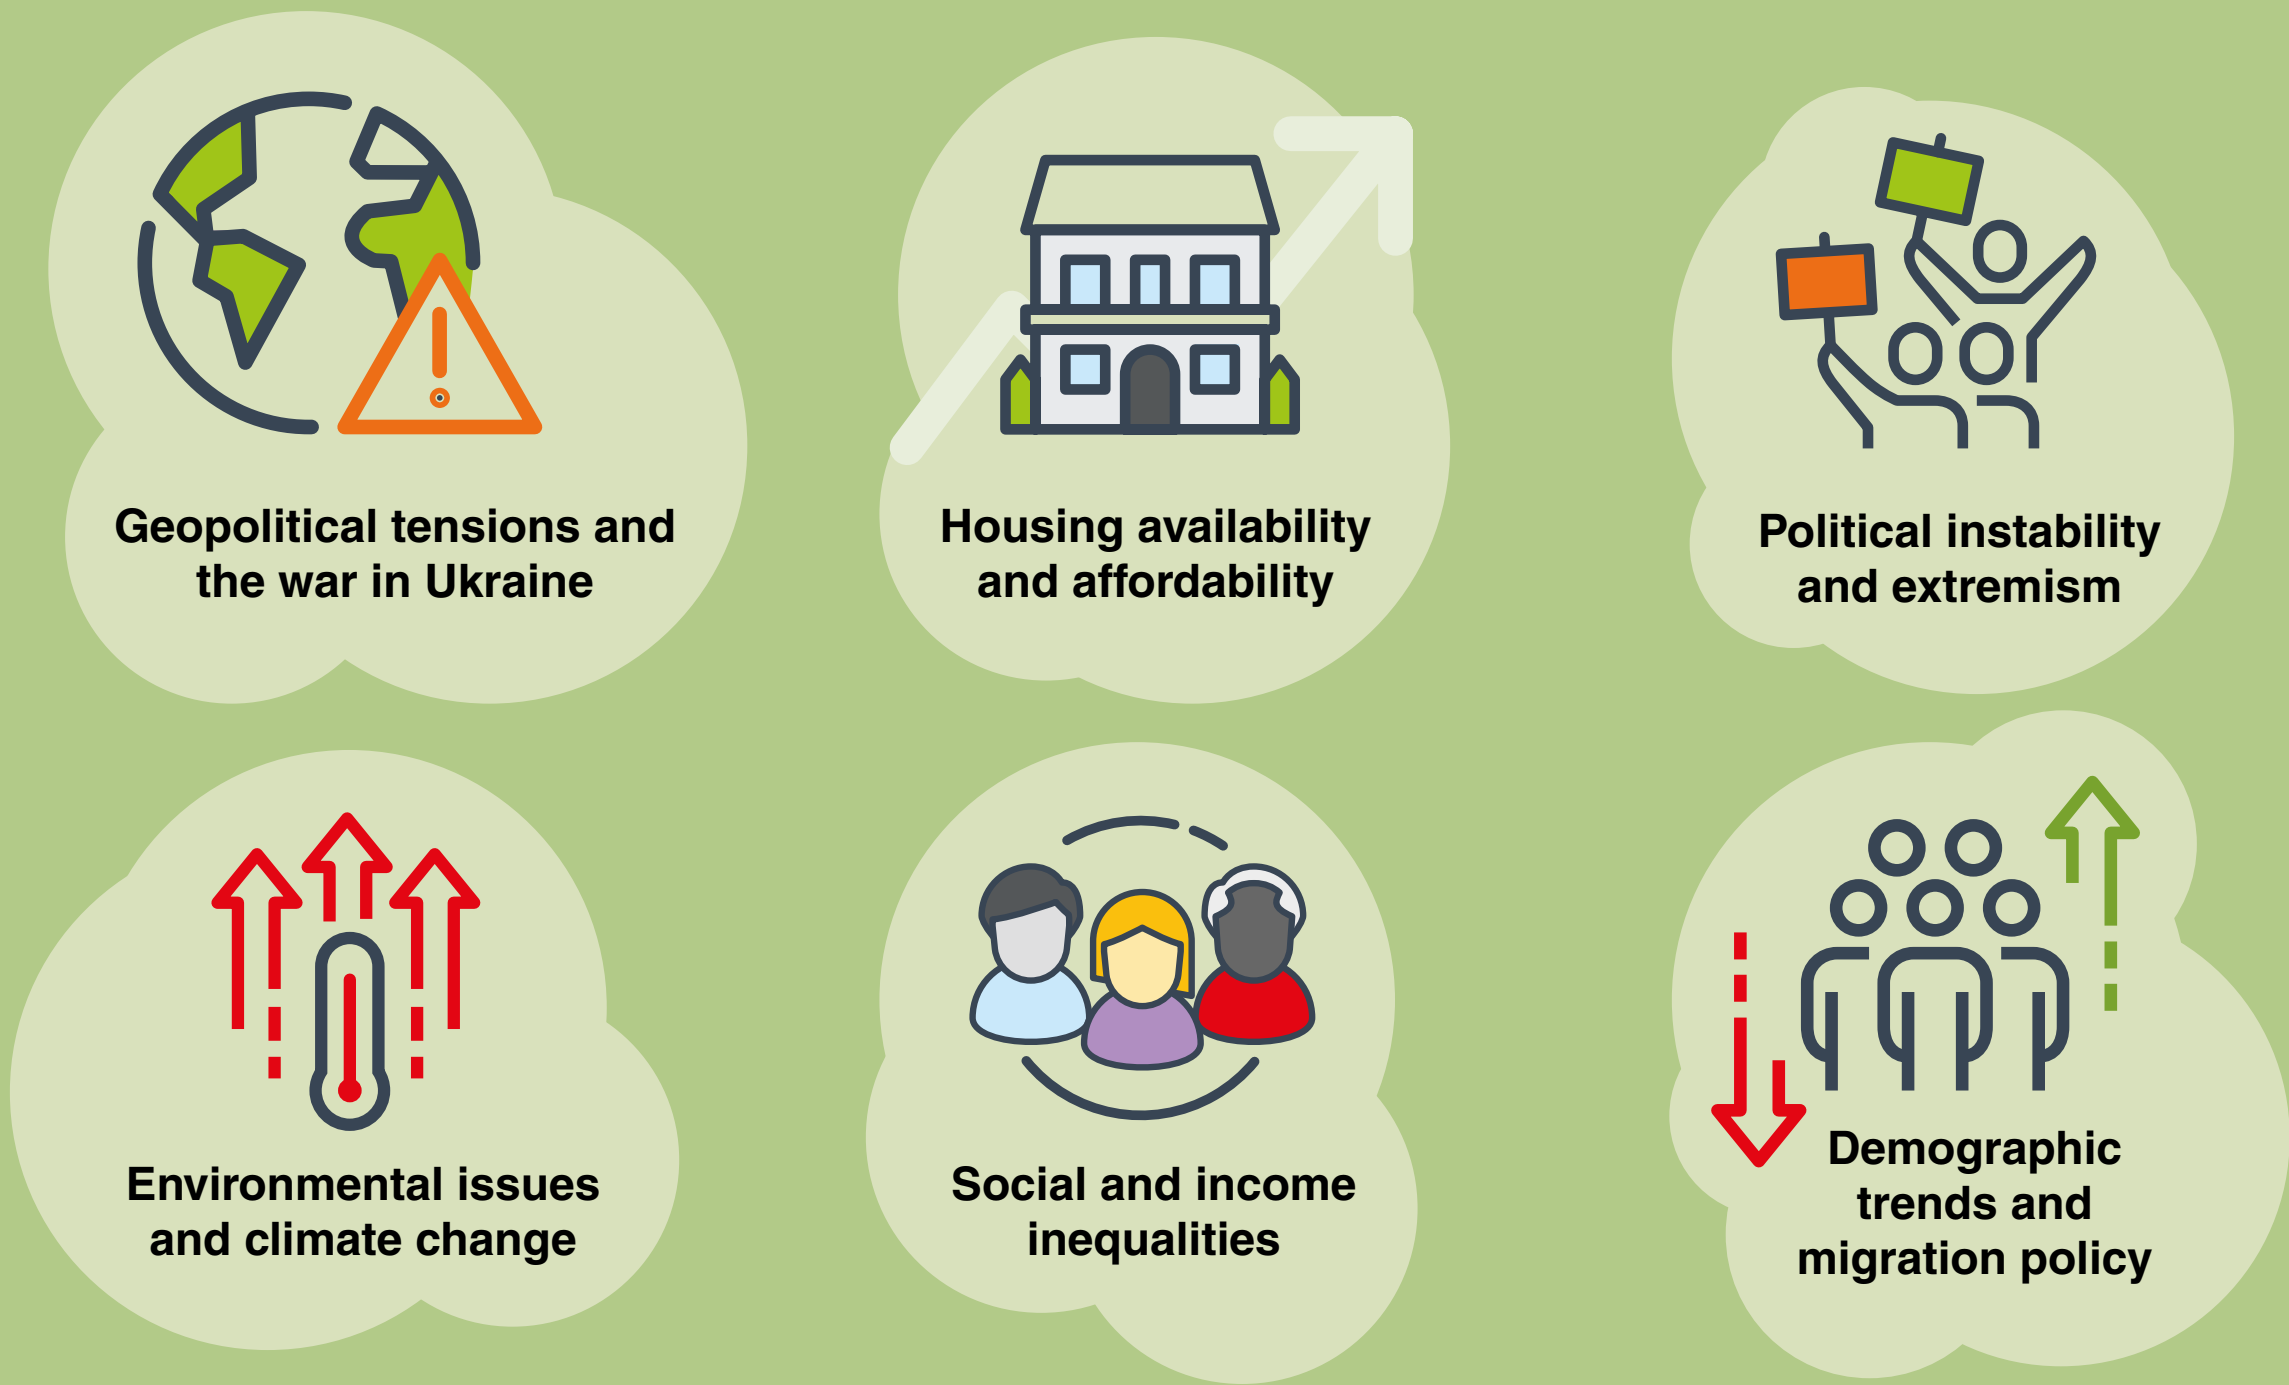 Geopolitical tensions and
the war in Ukraine
Housing availability
and affordability
Political instability
and extremism
Environmental issues
and climate change
Social and income
inequalities
Demographic
trends and
migration policy